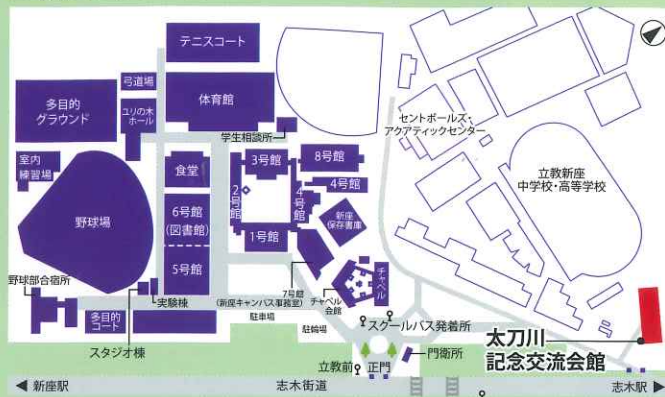 テニスコート
弓道場
多目的
グラウンド
ユリの木
ホール
体育館
学生相談所
セントポールズ・
アクアティックセンター
室内
練習場
食堂
3号館
8号館
2号館
4号館
4号館
立教新座
中学校・高等学校
野球場
6号館
(図書館)
新座
保存書庫
1号館
5号館
チャペル
野球部合宿所
実験棟
7号館
(新座キャンパス事務室)
チャペル
会館
多目的
コート
駐車場
駐輪場
スクールバス発着所
スタジオ棟
太刀川
記念交流会館
立教前
正門
門衛所
◀ 新座駅
志木街道
志木駅 ▶